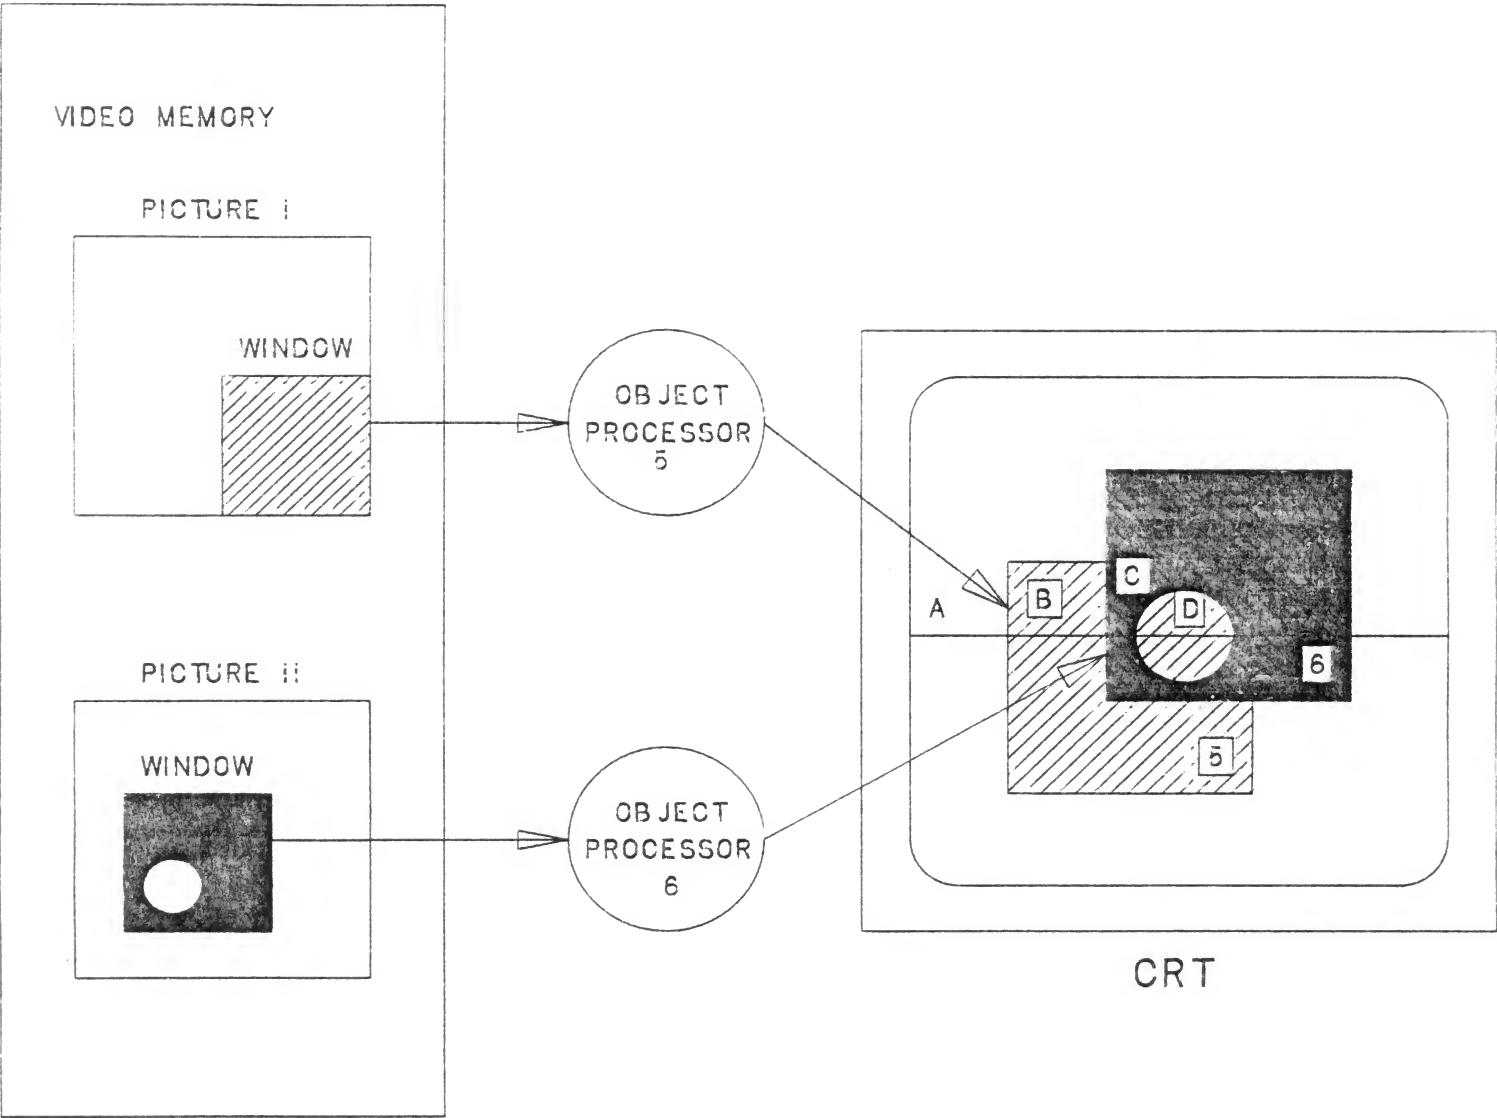 VIDEO MEMORY
PICTURE i
WINDOW
OBJECT
PROCESSOR
5
PICTURE ii
WINDOW
OBJECT
PROCESSOR
6
A
B
C
D
6
5
CRT